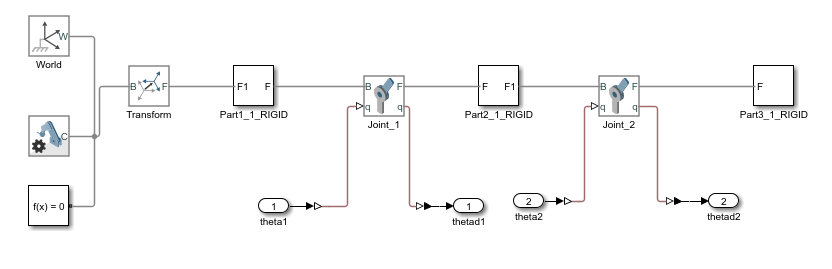 W
World
C
f(x) = 0
B F
Transform
F1 F
Part1_1_RIGID
B F
q q
Joint_1
F F1
Part2_1_RIGID
B F
q q
Joint_2
F
Part3_1_RIGID
1
theta1
1
thetad1
2
theta2
2
thetad2